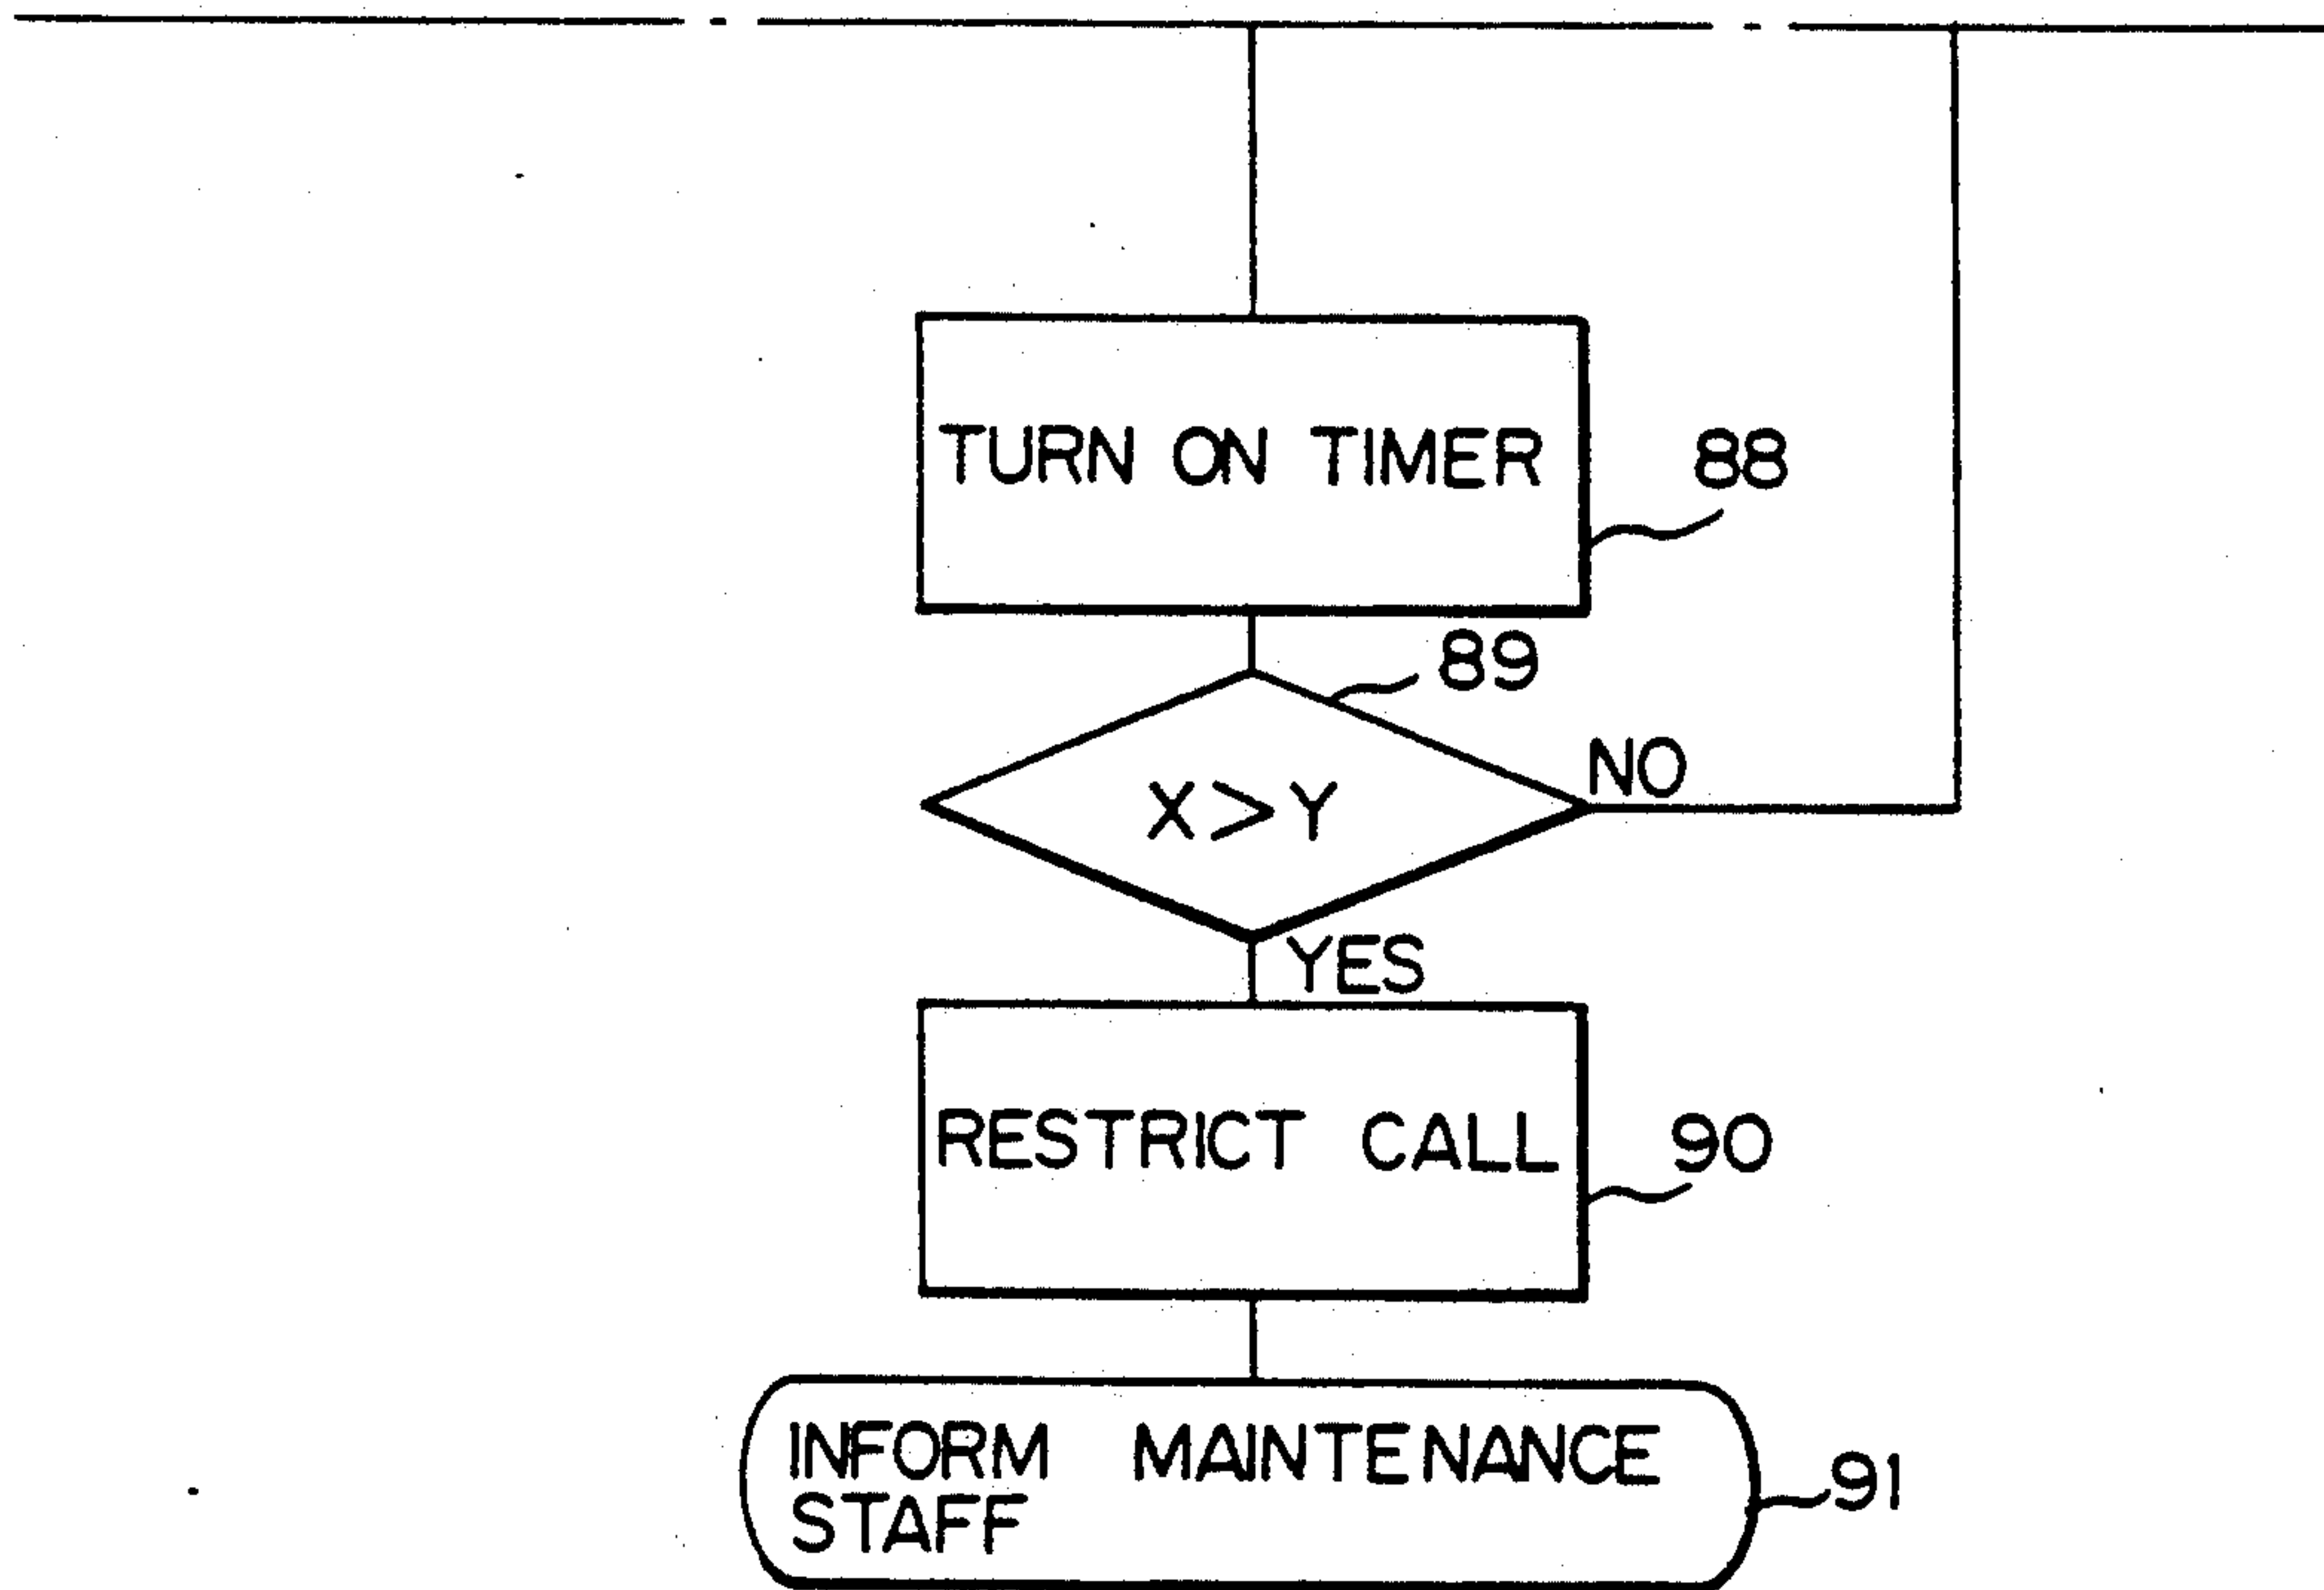 TURN ON TIMER
88
89
X>Y
NO
YES
RESTRICT CALL
90
INFORM MAINTENANCE
STAFF
91